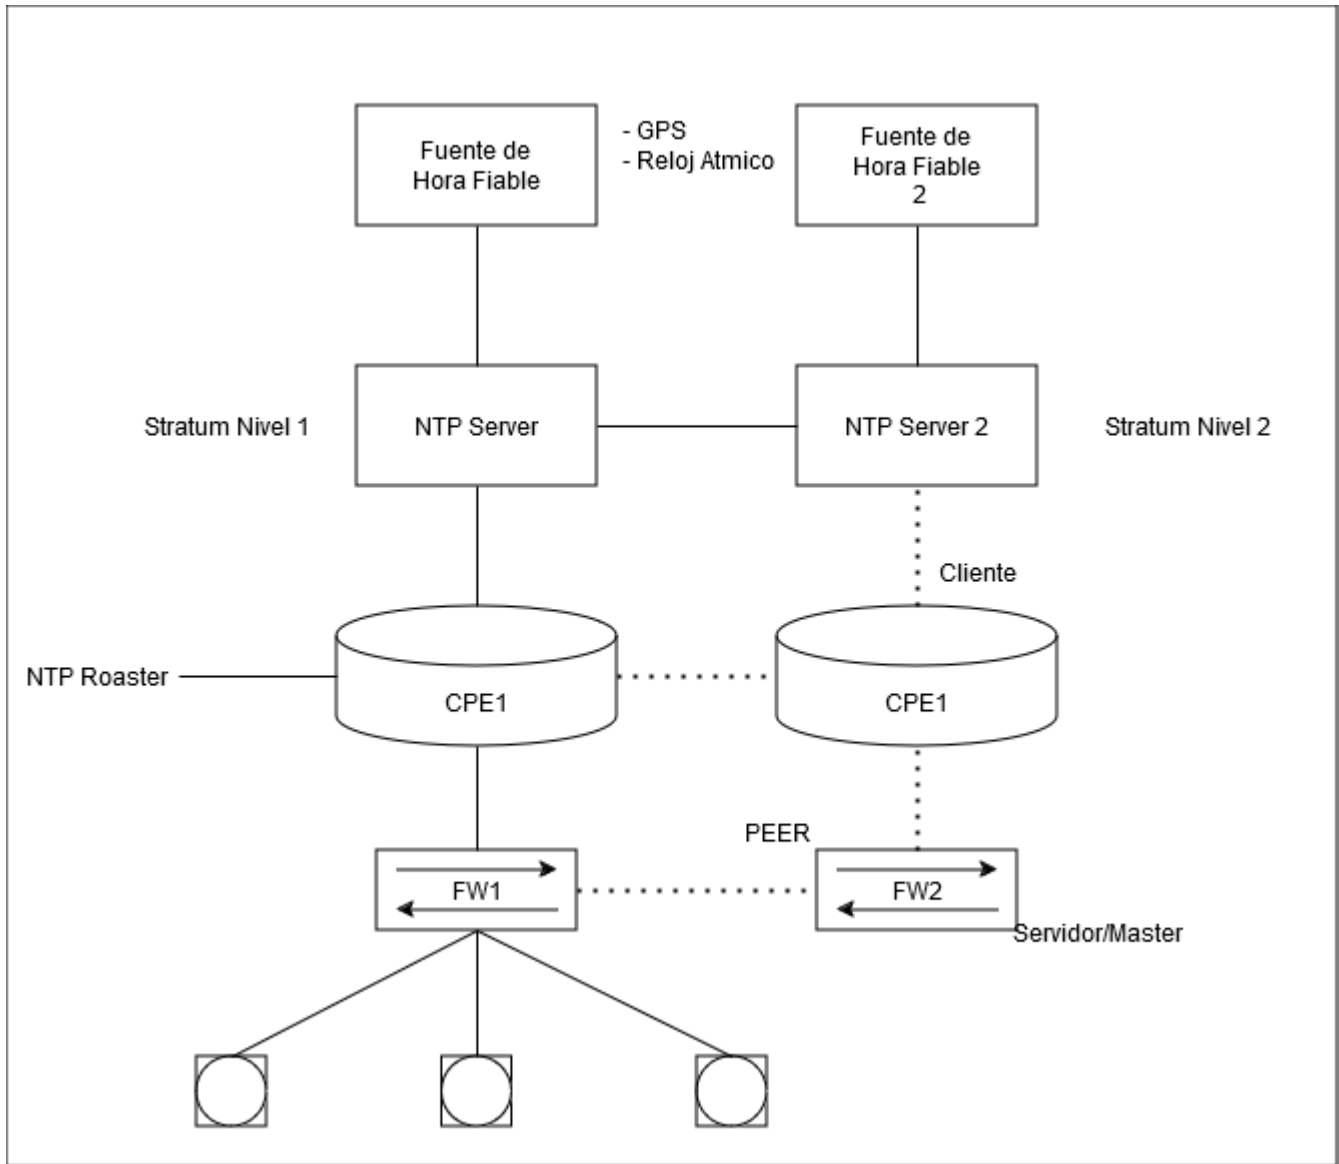 Fuente de
Hora Fiable
- GPS
- Reloj Atmico
Fuente de
Hora Fiable
2
Stratum Nivel 1
NTP Server
NTP Server 2
Stratum Nivel 2
Cliente
NTP Roaster
CPE1
CPE1
PEER
FW1
FW2
Servidor/Master